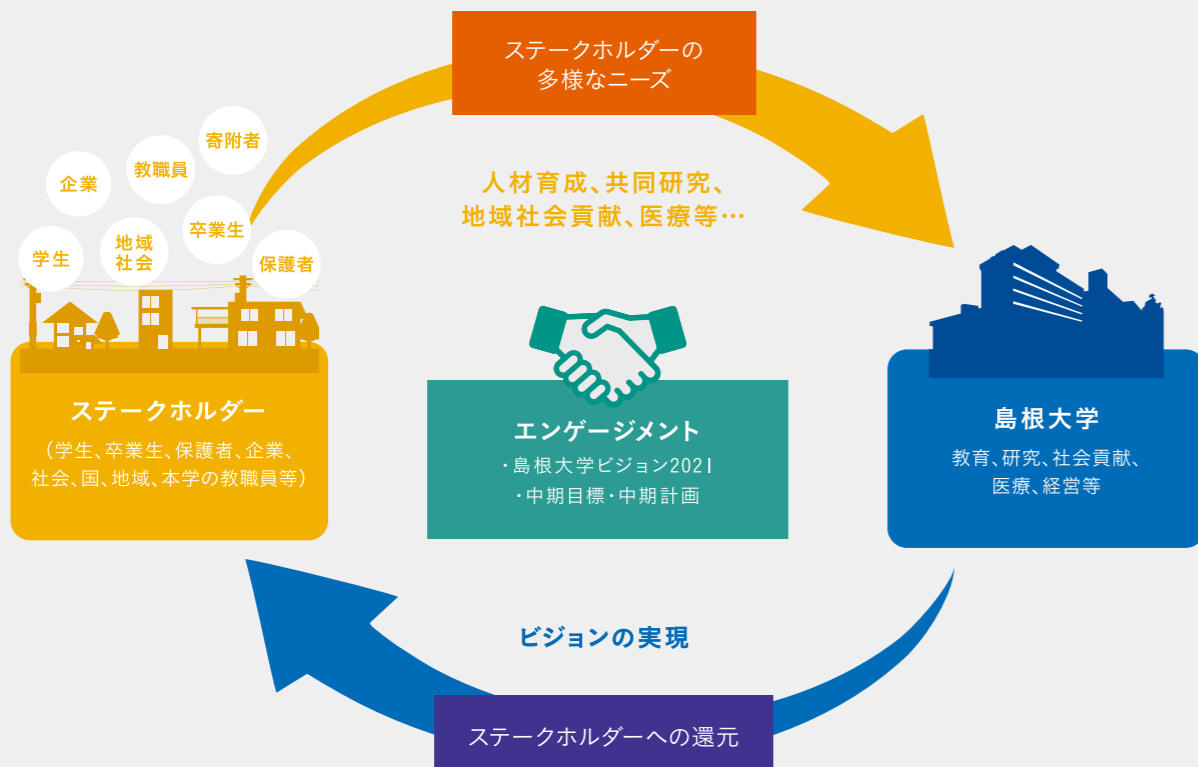 ステークホルダーの
多様なニーズ
人材育成、共同研究、
地域社会貢献、医療等…
寄附者
教職員
企業
卒業生
地域
社会
学生
保護者
ステークホルダー
（学生、卒業生、保護者、企業、
社会、国、地域、本学の教職員等）
エンゲージメント
・島根大学ビジョン2021
・中期目標・中期計画
島根大学
教育、研究、社会貢献、
医療、経営等
ビジョンの実現
ステークホルダーへの還元